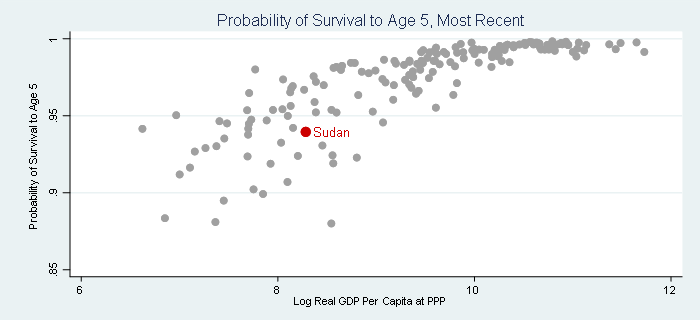 Probability of Survival to Age 5, Most Recent
Probability of Survival to Age 5
1
.95
.9
.85
Sudan
6 8 10 12
Log Real GDP Per Capita at PPP